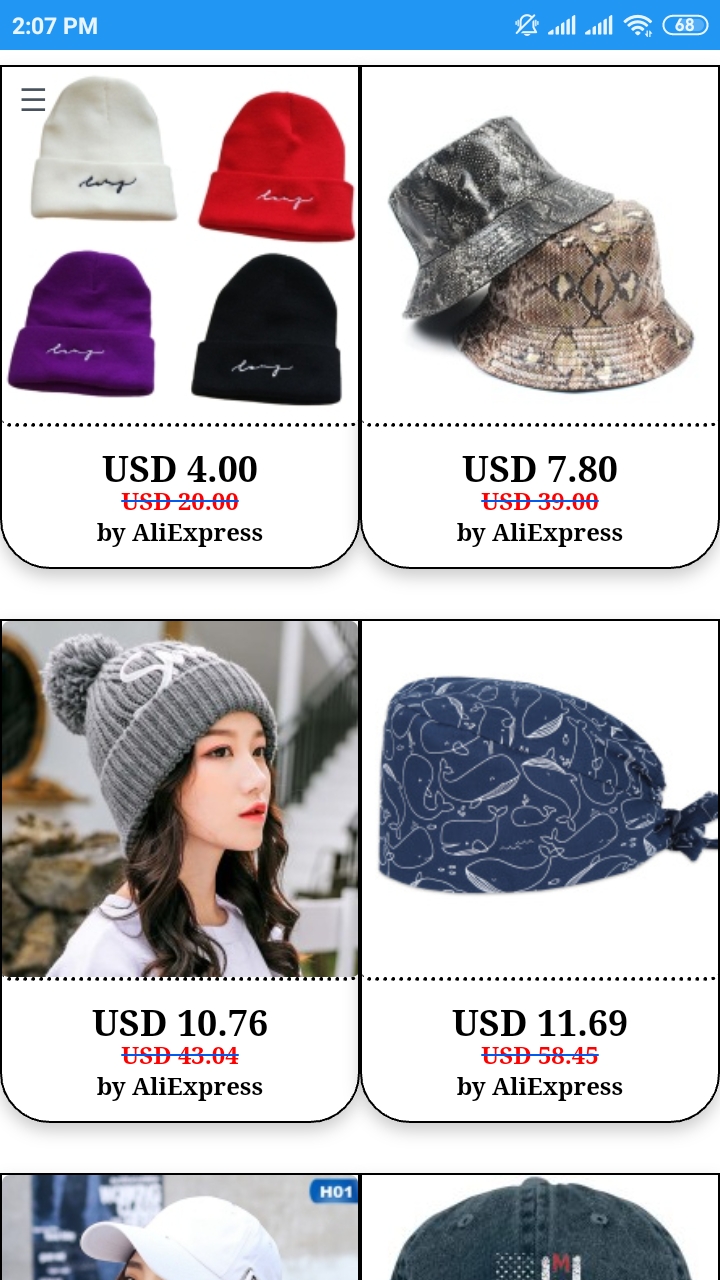 2:07 PM
68
USD 4.00
USD 20.00
by AliExpress
USD 7.80
USD 39.00
by AliExpress
USD 10.76
USD 43.04
by AliExpress
USD 11.69
USD 58.45
by AliExpress
H01
M